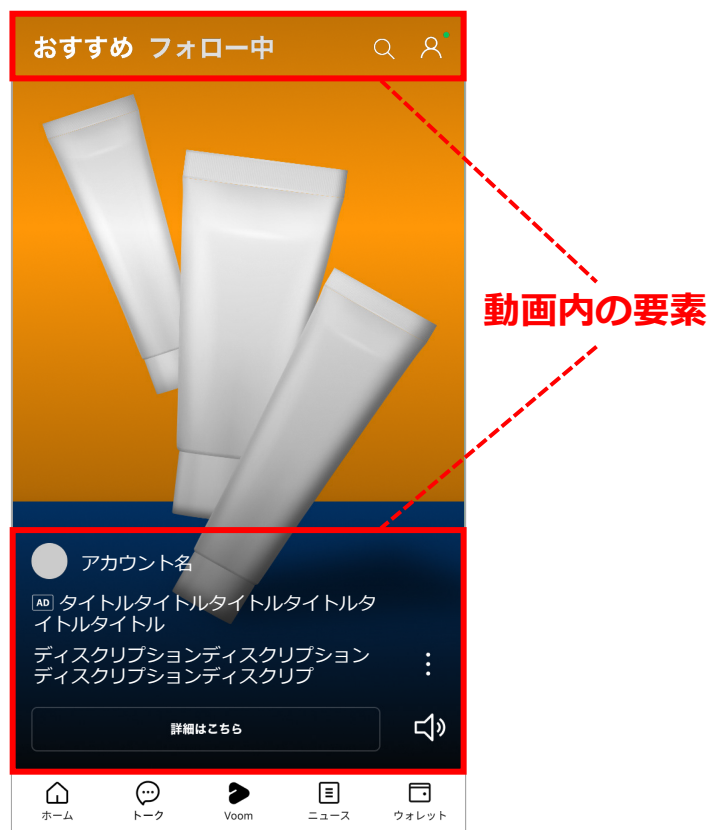 おすすめ フォロー中
動画内の要素
アカウント名
AD タイトルタイトルタイトルタイトルタ
イトルタイトル
ディスクリプションディスクリプション
ディスクリプションディスクリプ
詳細はこちら
ホーム トーク Voom ニュース ウォレット